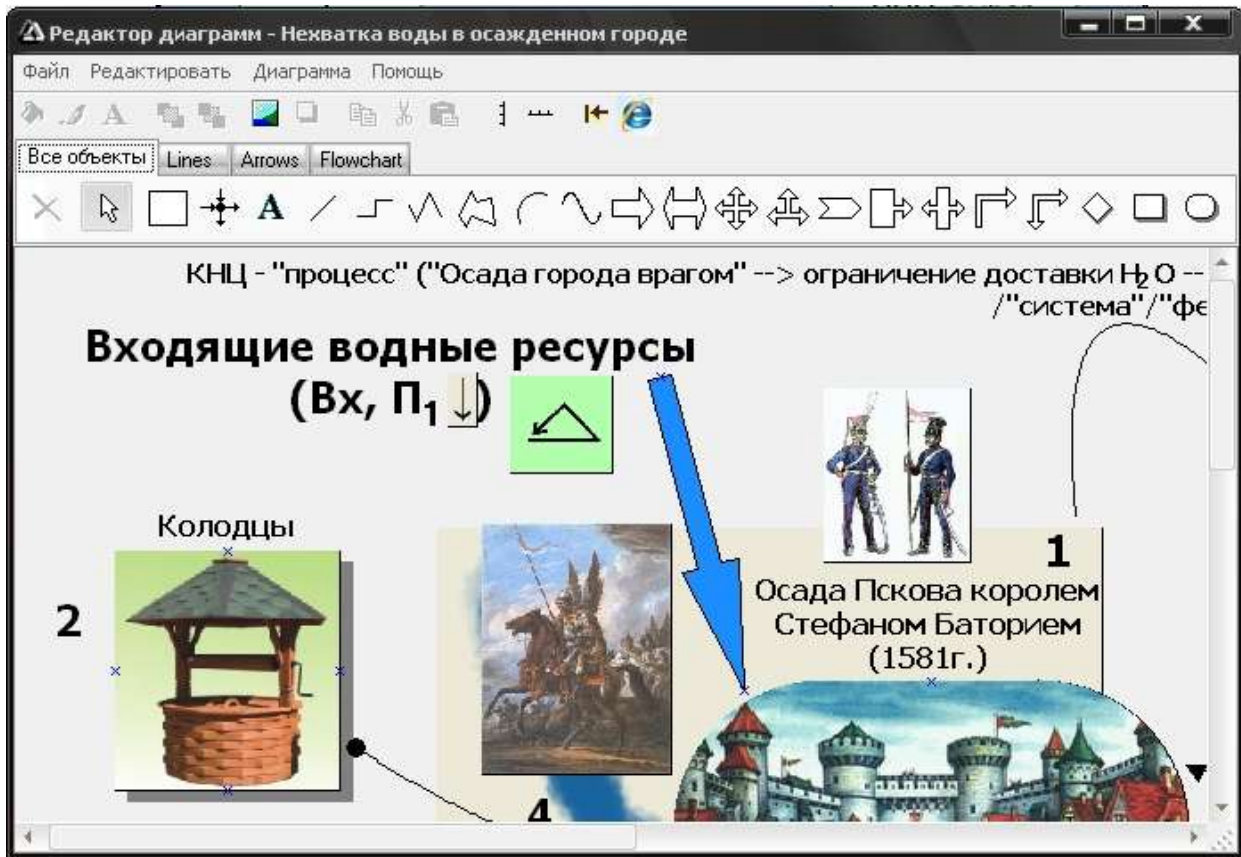 Редактор диаграмм - Нехватка воды в осажденном городе
Файл Редактировать Диаграмма Помощь
Все объекты Lines Arrows Flowchart
КНЦ - "процесс" ("Осада города врагом" --> ограничение доставки H2O --
/"система"/"фе
Входящие водные ресурсы
(Вх, П1 ↓)
Колодцы
2
1
Осада Пскова королем
Стефаном Баторием
(1581г.)
4